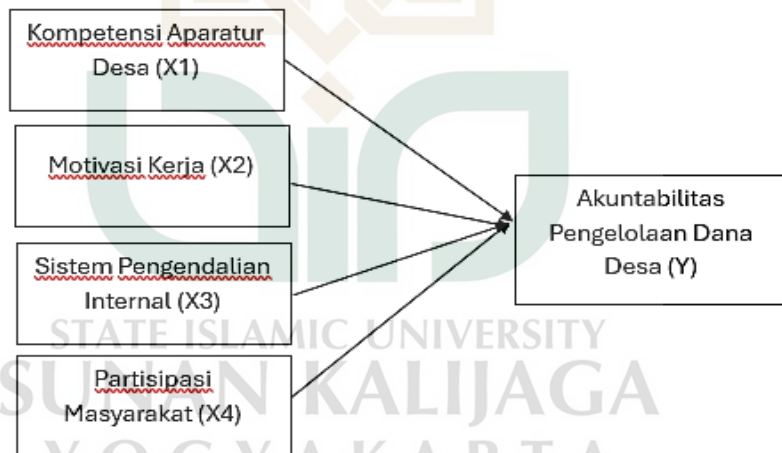 Kompetensi Aparatur
Desa (X1)
Motivasi Kerja (X2)
Sistem Pengendalian
Internal (X3)
Partisipasi
Masyarakat (X4)
Akuntabilitas
Pengelolaan Dana
Desa (Y)
STATE ISLAMIC UNIVERSITY
SUNAN KALIJAGA
YOGYAKARTA